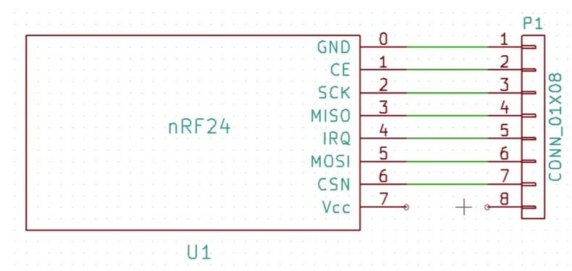 P1
GND 0 1
CE 1 2
SCK 2 3
MISO 3 4
nRF24
IRQ 4 5
MOSI 5 6
CSN 6 7
Vcc 7 8
CONN_01X08
U1